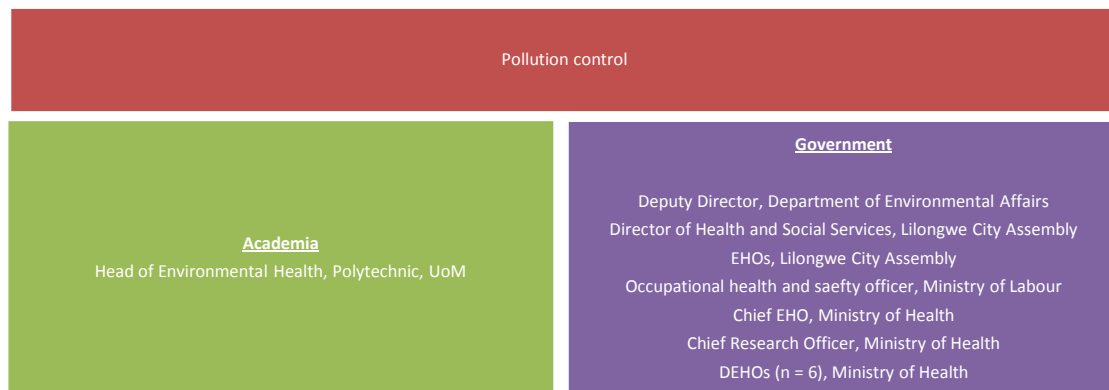 Pollution control
Academia
Head of Environmental Health, Polytechnic, UoM
Government
Deputy Director, Department of Environmental Affairs
Director of Health and Social Services, Lilongwe City Assembly
EHOs, Lilongwe City Assembly
Occupational health and saefty officer, Ministry of Labour
Chief EHO, Ministry of Health
Chief Research Officer, Ministry of Health
DEHOs (n = 6), Ministry of Health